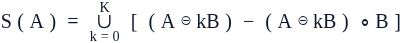 S ( A ) = ∪_{k = 0}^{K} [ ( A ⊖ kB ) − ( A ⊖ kB ) ∘ B ]